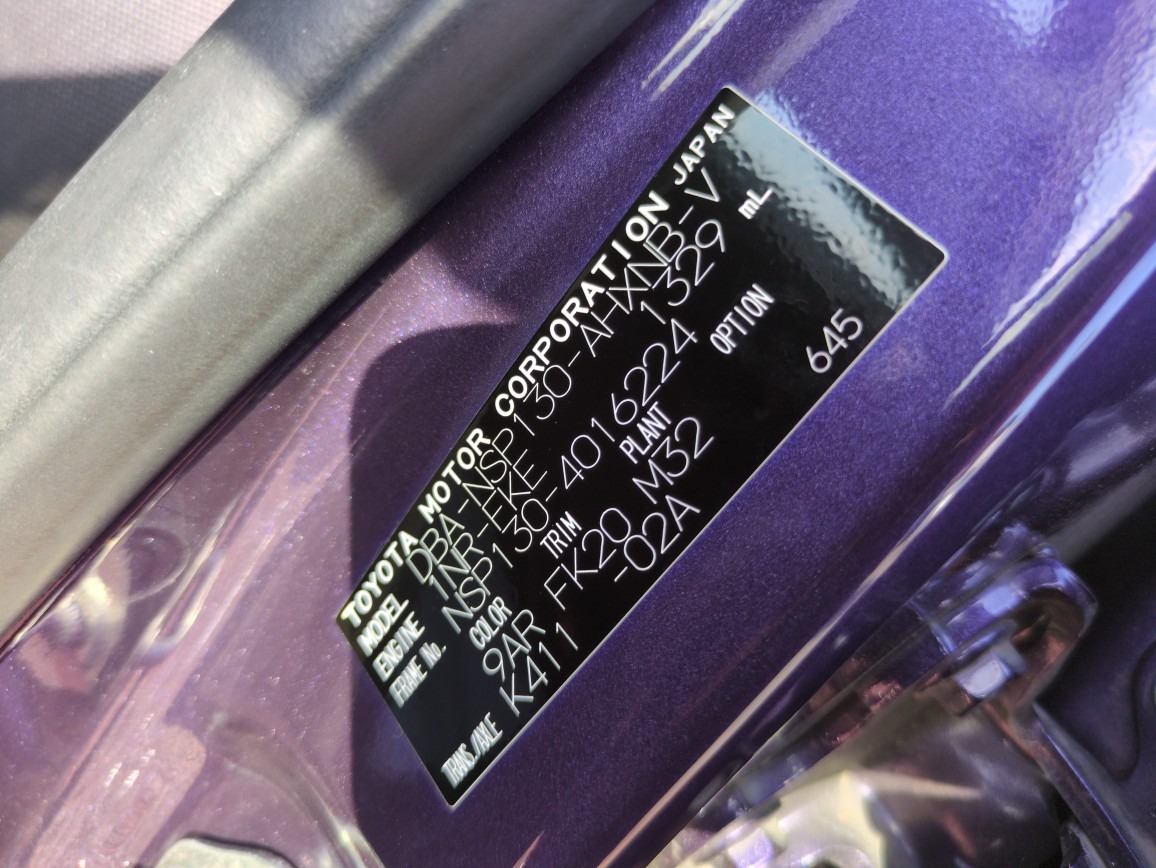 TOYOTA MOTOR CORPORATION JAPAN
MODEL DBA-NSP130-AHXNB-V
ENGINE 1NR-FKE 1329 mL
FRAME No. NSP130-4016224
COLOR TRIM PLANT OPTION
9AR FK20 M32 645
TRANS./AXLE K411 -02A